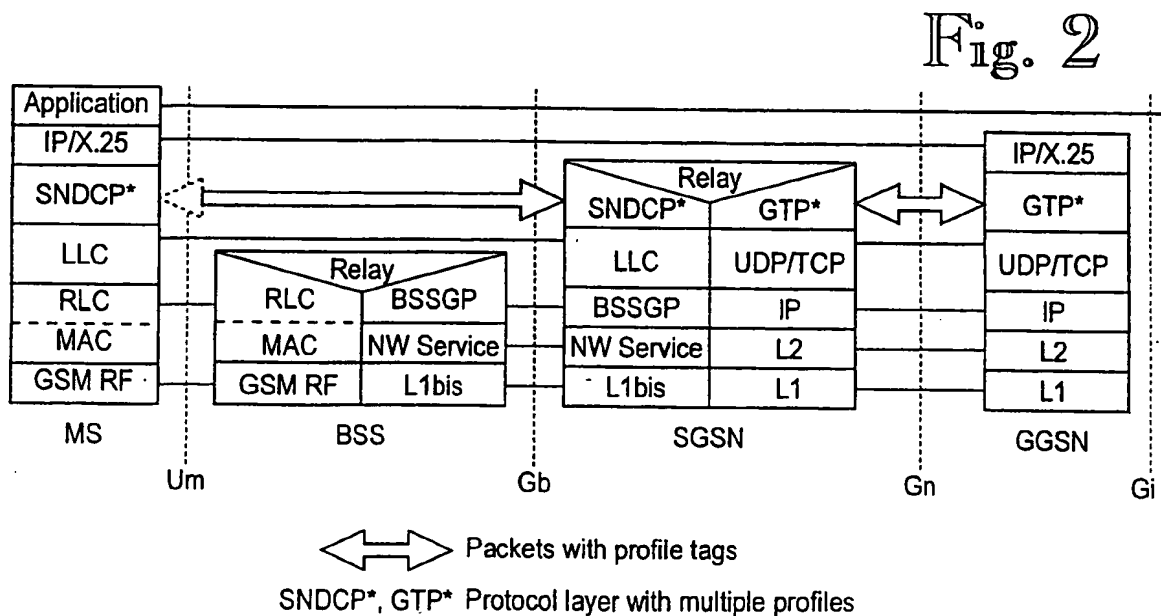 Fig. 2
Application
IP/X.25
SNDCP*
LLC
RLC
MAC
GSM RF
MS
Relay
RLC
BSSGP
MAC
NW Service
GSM RF
L1bis
BSS
Relay
SNDCP*
GTP*
LLC
UDP/TCP
BSSGP
IP
NW Service
L2
L1bis
L1
SGSN
IP/X.25
GTP*
UDP/TCP
IP
L2
L1
GGSN
Um
Gb
Gn
Gi
Packets with profile tags
SNDCP*, GTP* Protocol layer with multiple profiles